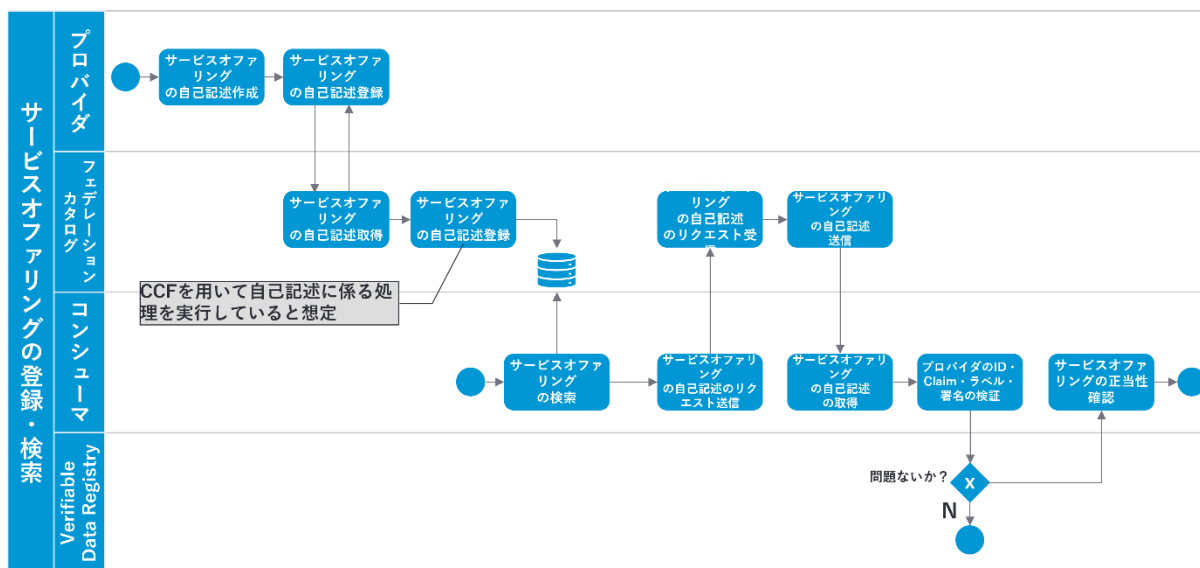 サービスオファリングの登録・検索
プロバイダ
サービスオファ
リング
の自己記述作成
サービスオファ
リング
の自己記述登録
フェデレーション
カタログ
サービスオファ
リング
の自己記述取得
サービスオファ
リング
の自己記述登録
リング
の自己記述
のリクエスト受
サービスオファリ
ング
の自己記述
送信
CCFを用いて自己記述に係る処
理を実行していると想定
コンシューマ
サービスオファ
リング
の検索
サービスオファリ
ング
の自己記述のリク
エスト送信
サービスオファリ
ング
の自己記述
の取得
プロバイダのID・
Claim・ラベル・
署名の検証
サービスオファ
リングの正当性
確認
Verifiable
Data Registry
問題ないか？
X
N